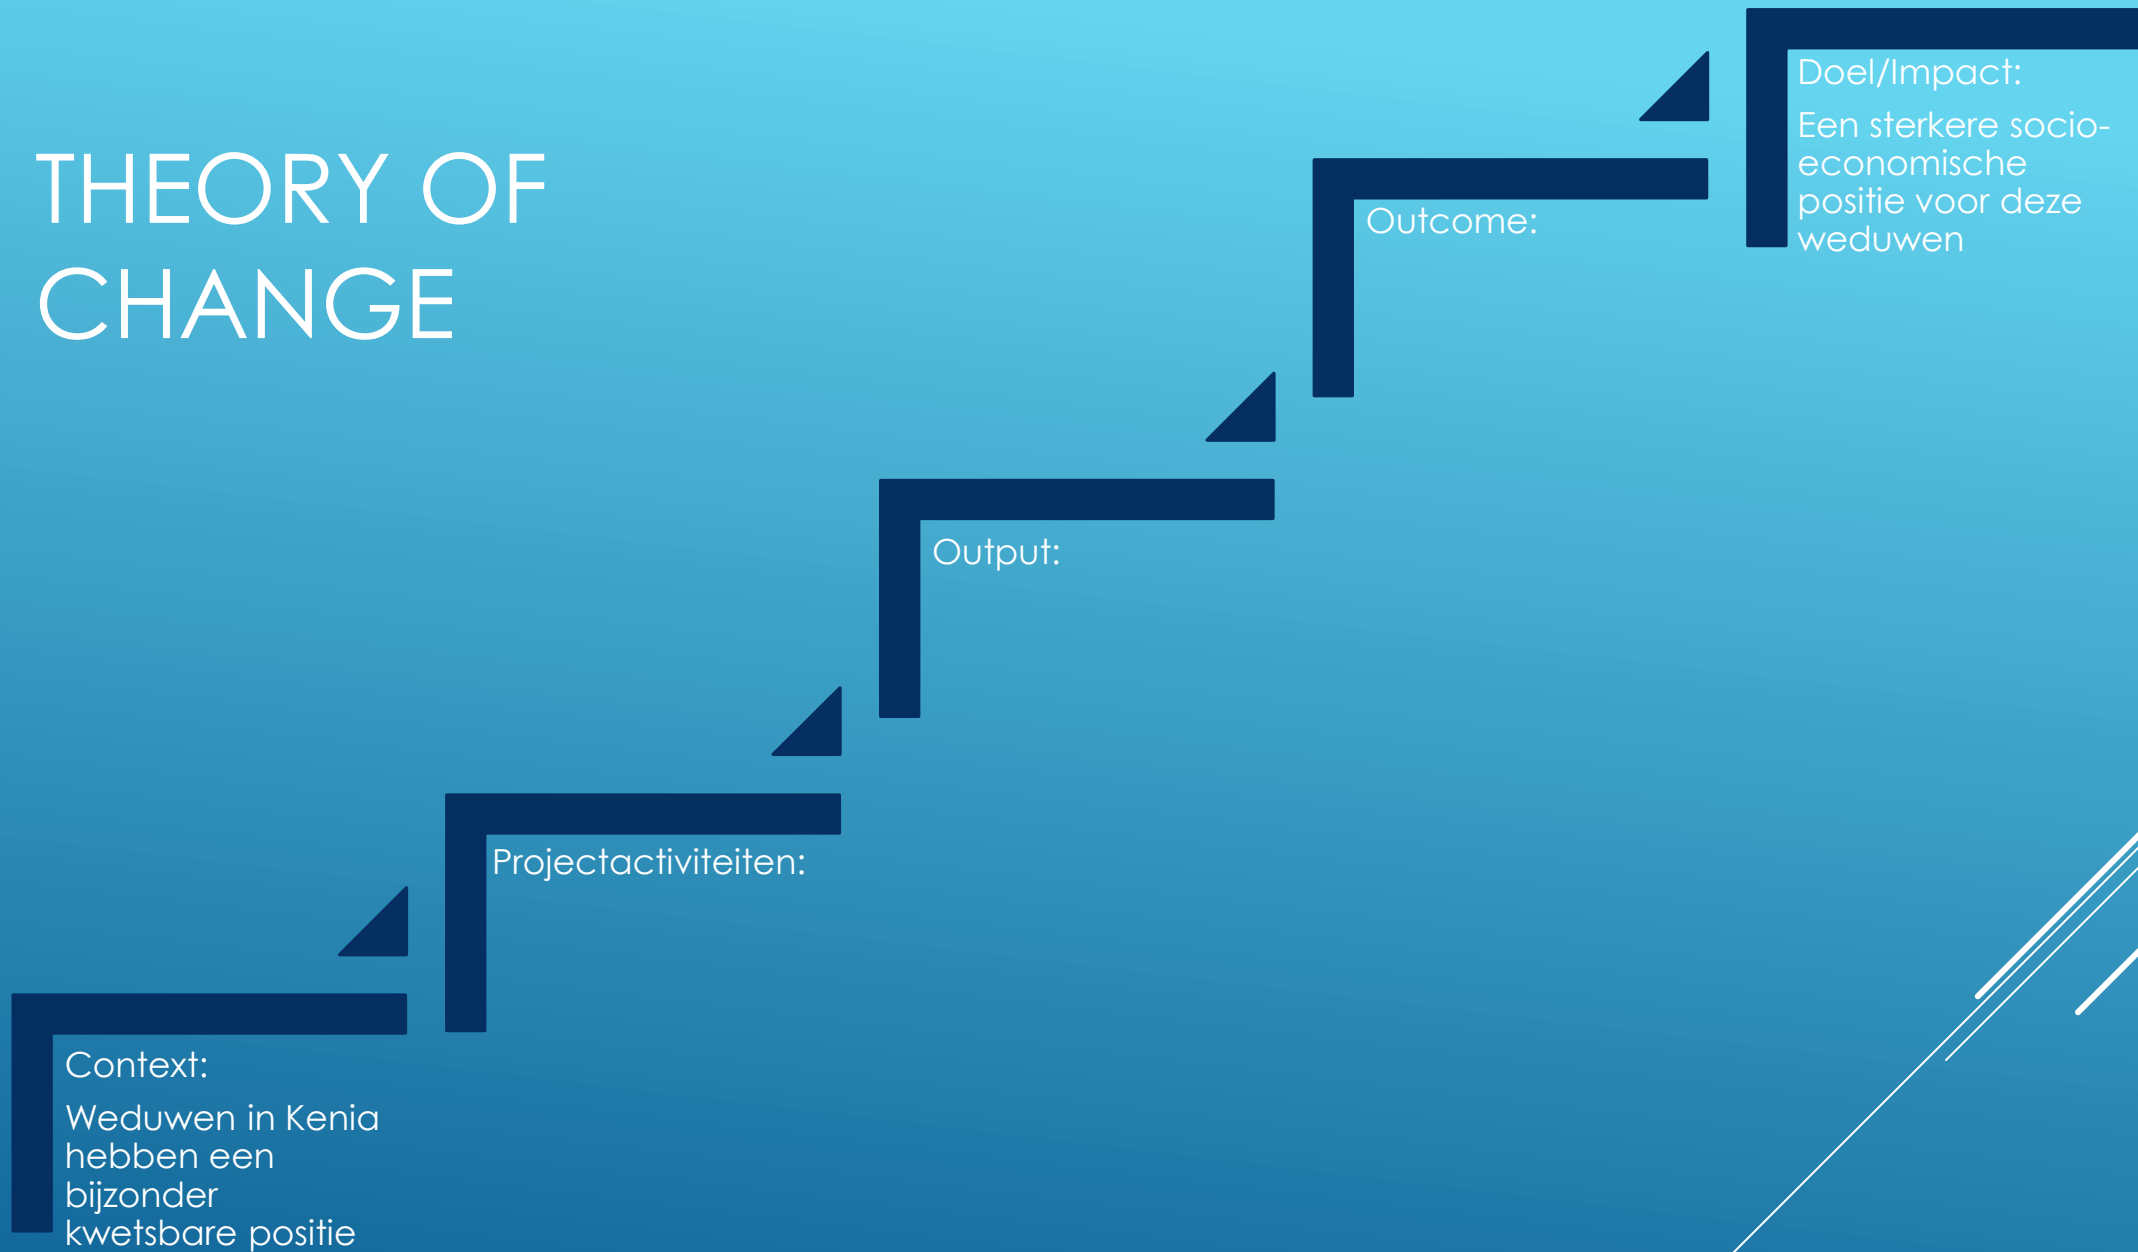 THEORY OF
CHANGE
Context:
Weduwen in Kenia
hebben een
bijzonder
kwetsbare positie
Projectactiviteiten:
Output:
Outcome:
Doel/Impact:
Een sterkere socio-
economische
positie voor deze
weduwen